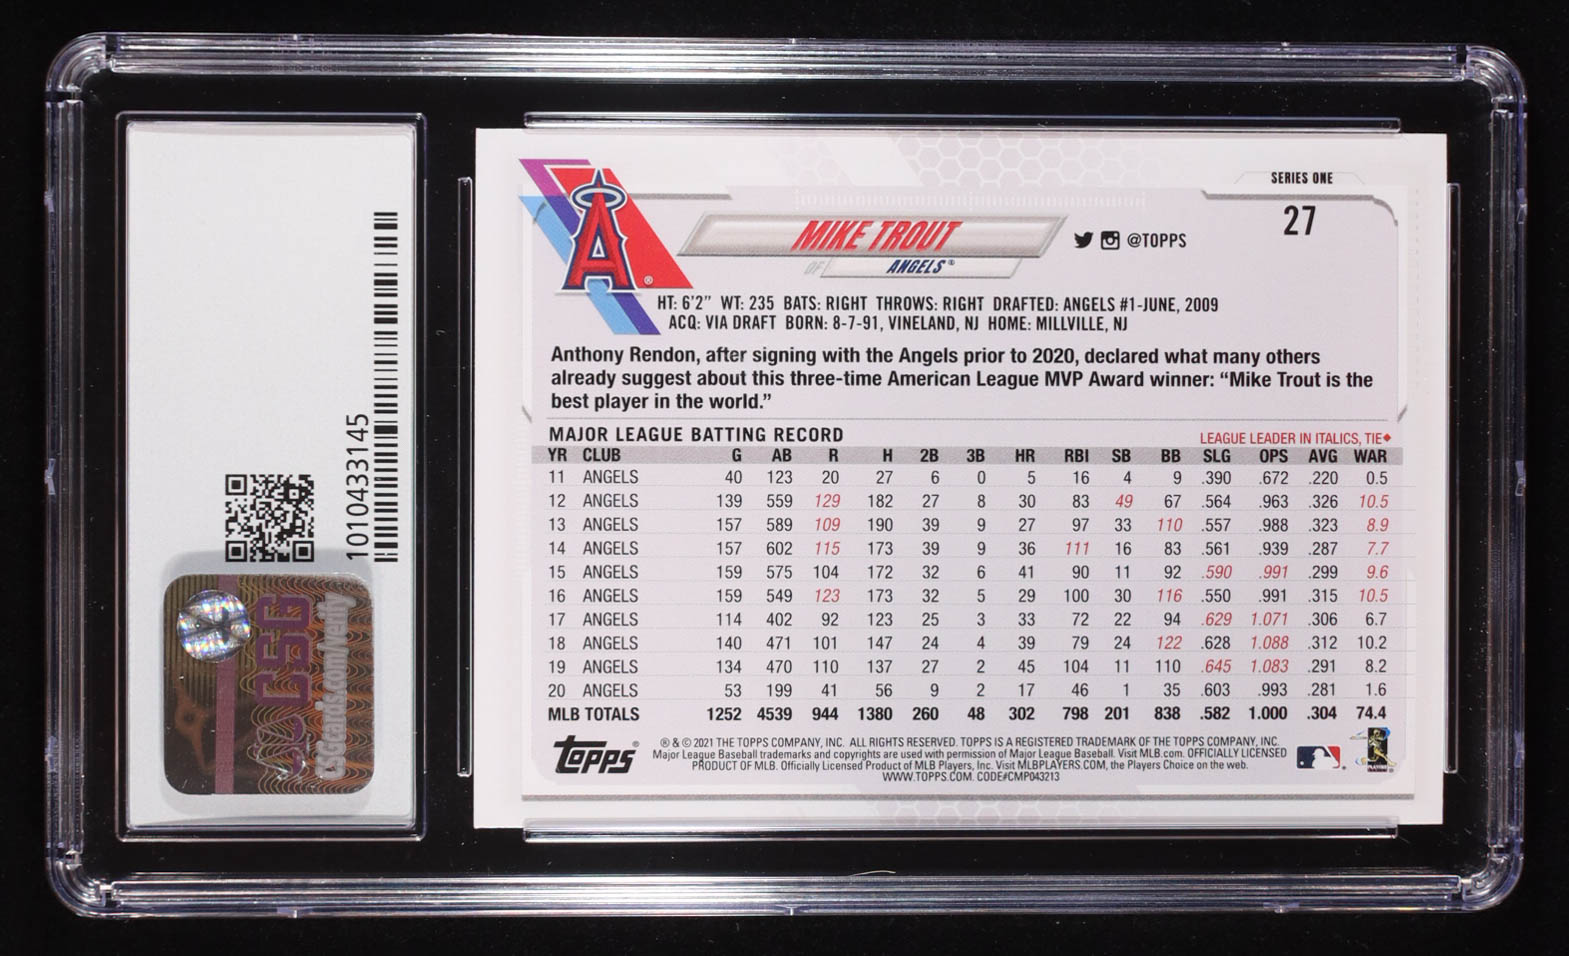 SERIES ONE
27
MIKE TROUT
@TOPPS
OF ANGELS®
HT: 6'2" WT: 235 BATS: RIGHT THROWS: RIGHT DRAFTED: ANGELS #1-JUNE, 2009
ACQ: VIA DRAFT BORN: 8-7-91, VINELAND, NJ HOME: MILLVILLE, NJ
Anthony Rendon, after signing with the Angels prior to 2020, declared what many others
already suggest about this three-time American League MVP Award winner: “Mike Trout is the
best player in the world.”
MAJOR LEAGUE BATTING RECORD
LEAGUE LEADER IN ITALICS, TIE◆
YR CLUB G AB R H 2B 3B HR RBI SB BB SLG OPS AVG WAR
11 ANGELS 40 123 20 27 6 0 5 16 4 9 .390 .672 .220 0.5
12 ANGELS 139 559 129 182 27 8 30 83 49 67 .564 .963 .326 10.5
13 ANGELS 157 589 109 190 39 9 27 97 33 110 .557 .988 .323 8.9
14 ANGELS 157 602 115 173 39 9 36 111 16 83 .561 .939 .287 7.7
15 ANGELS 159 575 104 172 32 6 41 90 11 92 .590 .991 .299 9.6
16 ANGELS 159 549 123 173 32 5 29 100 30 116 .550 .991 .315 10.5
17 ANGELS 114 402 92 123 25 3 33 72 22 94 .629 1.071 .306 6.7
18 ANGELS 140 471 101 147 24 4 39 79 24 122 .628 1.088 .312 10.2
19 ANGELS 134 470 110 137 27 2 45 104 11 110 .645 1.083 .291 8.2
20 ANGELS 53 199 41 56 9 2 17 46 1 35 .603 .993 .281 1.6
MLB TOTALS 1252 4539 944 1380 260 48 302 798 201 838 .582 1.000 .304 74.4
TOPPS®
® & © 2021 THE TOPPS COMPANY, INC. ALL RIGHTS RESERVED. TOPPS IS A REGISTERED TRADEMARK OF THE TOPPS COMPANY, INC.
Major League Baseball trademarks and copyrights are used with permission of Major League Baseball. Visit MLB.com. OFFICIALLY LICENSED
PRODUCT OF MLB. Officially Licensed Product of MLB Players, Inc. Visit MLBPLAYERS.COM, the Players Choice on the web.
WWW.TOPPS.COM. CODE#CMP043213
1010433145
CSG
CSGcards.com/verify